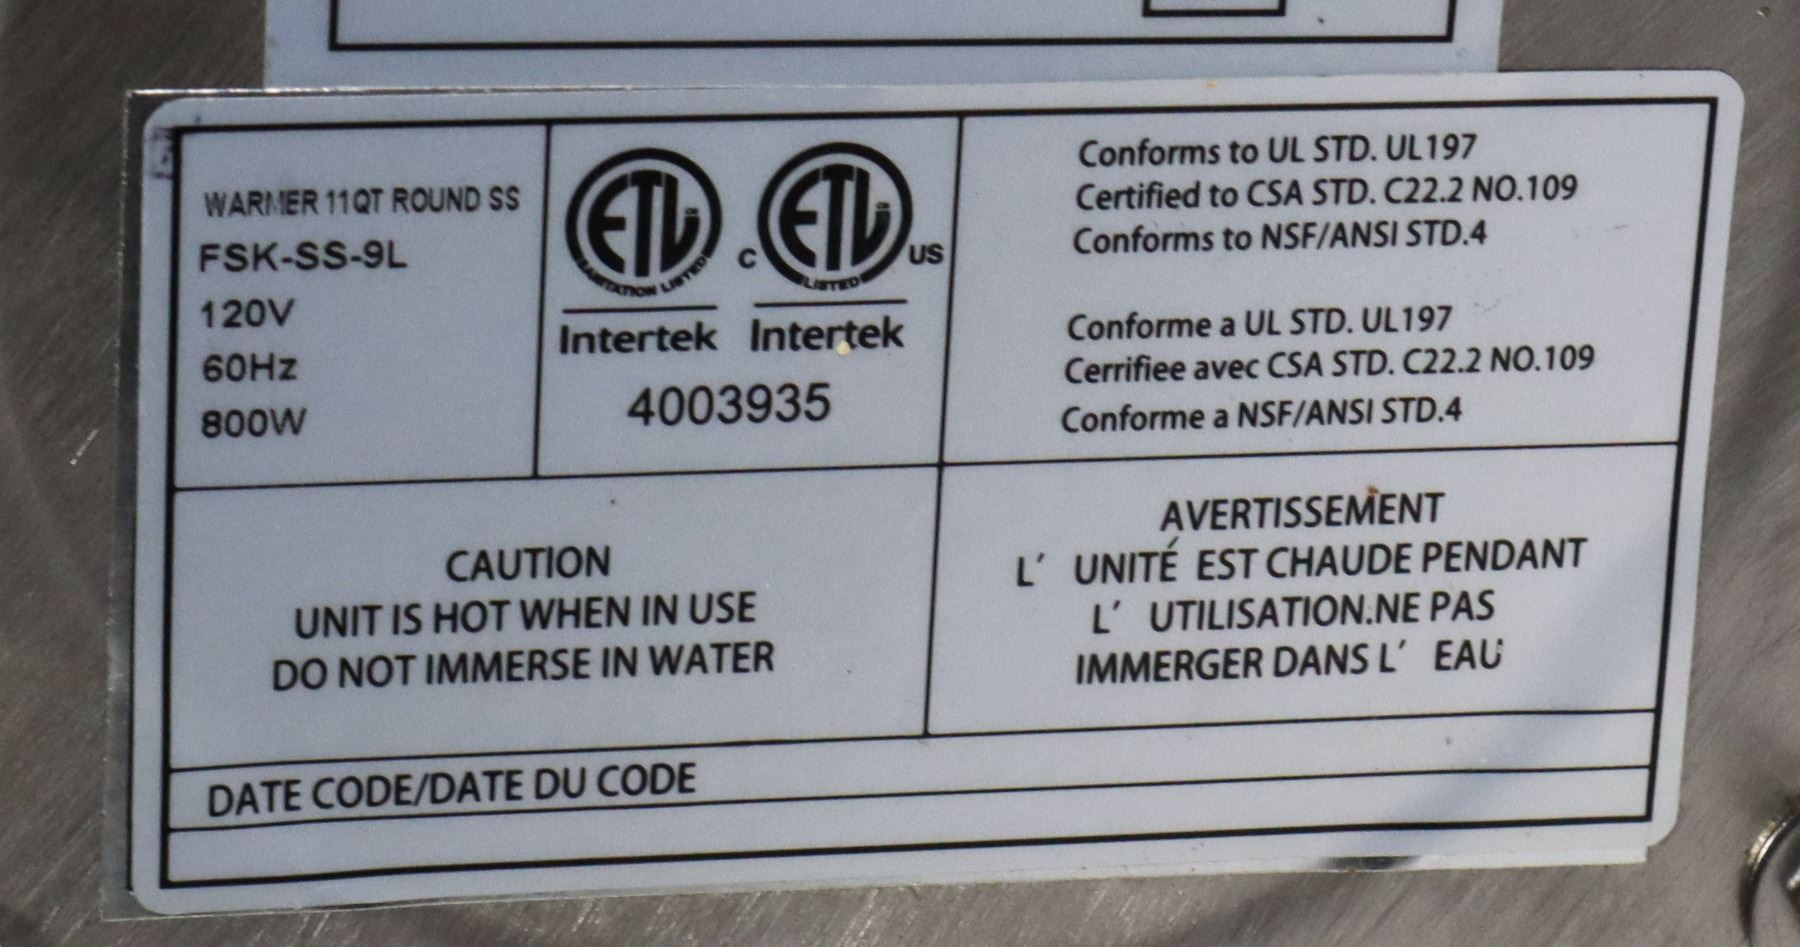 WARMER 11QT ROUND SS
FSK-SS-9L
120V
60Hz
800W
ETL
SANITATION LISTED
Intertek
C ETL US
LISTED
Intertek
4003935
Conforms to UL STD. UL197
Certified to CSA STD. C22.2 NO.109
Conforms to NSF/ANSI STD.4
Conforme a UL STD. UL197
Cerrifiee avec CSA STD. C22.2 NO.109
Conforme a NSF/ANSI STD.4
CAUTION
UNIT IS HOT WHEN IN USE
DO NOT IMMERSE IN WATER
AVERTISSEMENT
L′ UNITÉ EST CHAUDE PENDANT
L′ UTILISATION.NE PAS
IMMERGER DANS L′ EAU
DATE CODE/DATE DU CODE